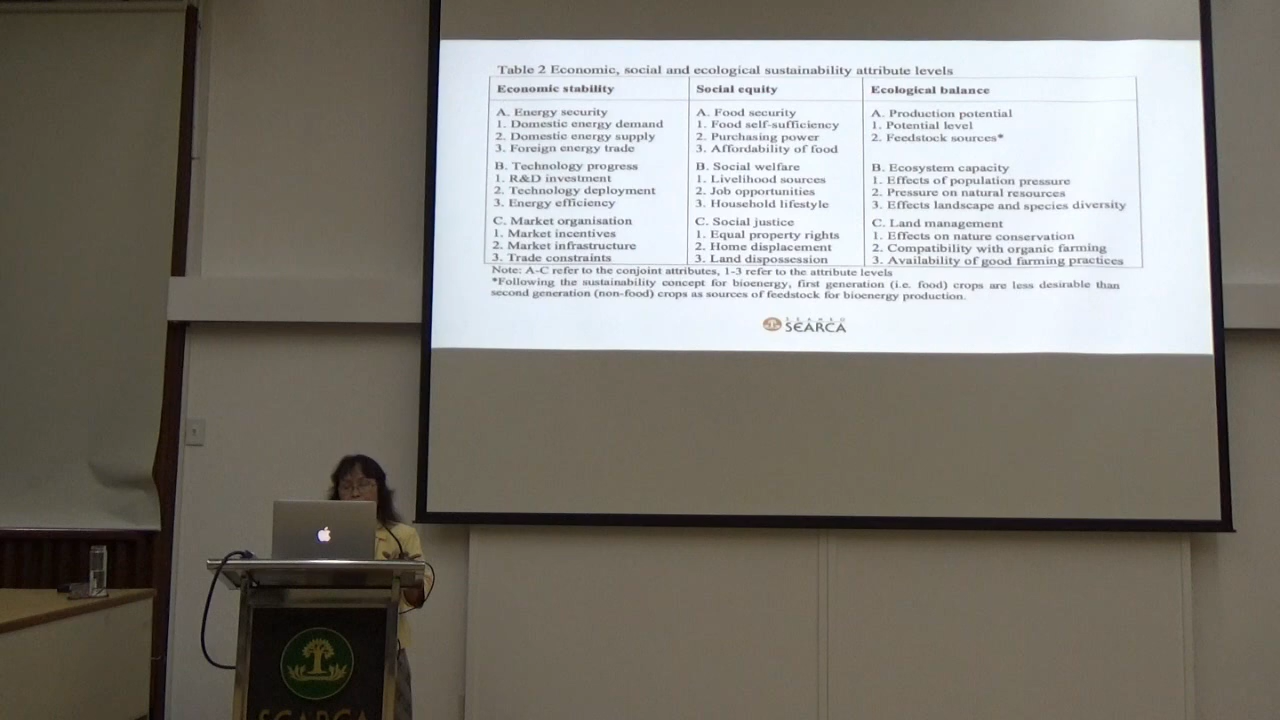 Table 2 Economic, social and ecological sustainability attribute levels
Economic stability
A. Energy security
1. Domestic energy demand
2. Domestic energy supply
3. Foreign energy trade
B. Technology progress
1. R&D investment
2. Technology deployment
3. Energy efficiency
C. Market organisation
1. Market incentives
2. Market infrastructure
3. Trade constraints
Social equity
A. Food security
1. Food self-sufficiency
2. Purchasing power
3. Affordability of food
B. Social welfare
1. Livelihood sources
2. Job opportunities
3. Household lifestyle
C. Social justice
1. Equal property rights
2. Home displacement
3. Land dispossession
Ecological balance
A. Production potential
1. Potential level
2. Feedstock sources*
B. Ecosystem capacity
1. Effects of population pressure
2. Pressure on natural resources
3. Effects landscape and species diversity
C. Land management
1. Effects on nature conservation
2. Compatibility with organic farming
3. Availability of good farming practices
Note: A-C refer to the conjoint attributes, 1-3 refer to the attribute levels
*Following the sustainability concept for bioenergy, first generation (i.e. food) crops are less desirable than
second generation (non-food) crops as sources of feedstock for bioenergy production.
SEARCA
SEARCA